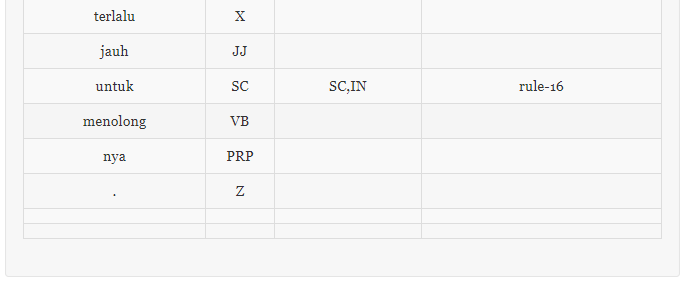 terlalu X
jauh JJ
untuk SC SC,IN rule-16
menolong VB
nya PRP
. Z